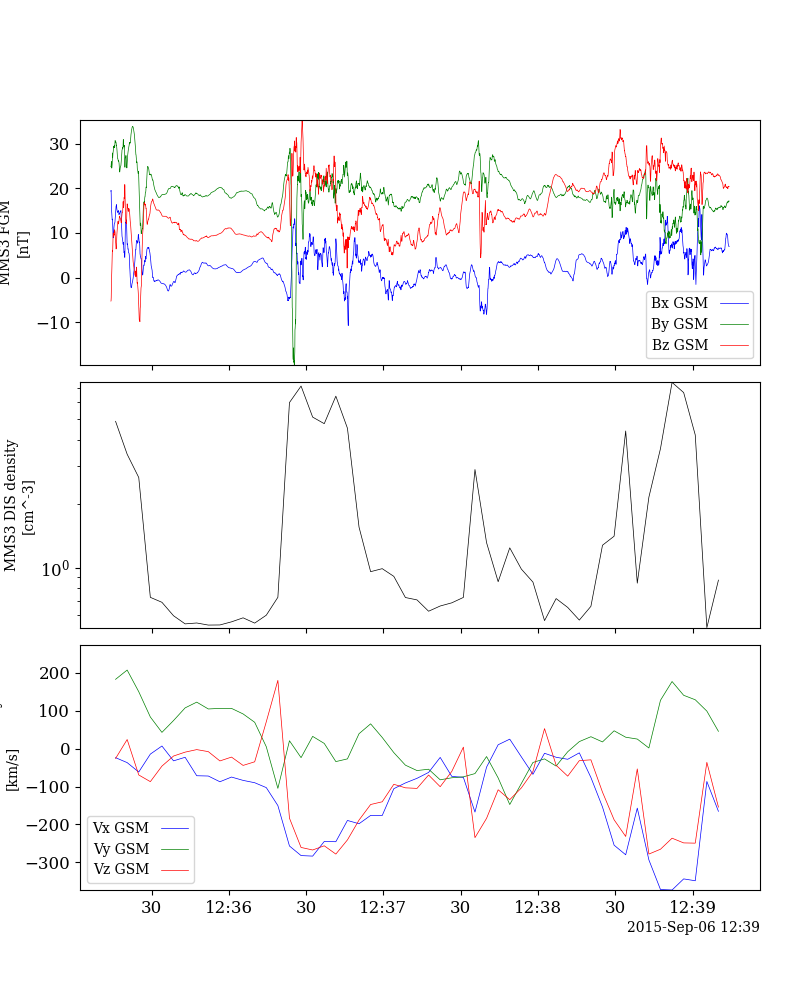 30
20
10
0
−10
MMS3 FGM
[nT]
Bx GSM
By GSM
Bz GSM
10^0
MMS3 DIS density
[cm^-3]
200
100
0
−100
−200
−300
[km/s]
Vx GSM
Vy GSM
Vz GSM
30 12:36 30 12:37 30 12:38 30 12:39
2015-Sep-06 12:39